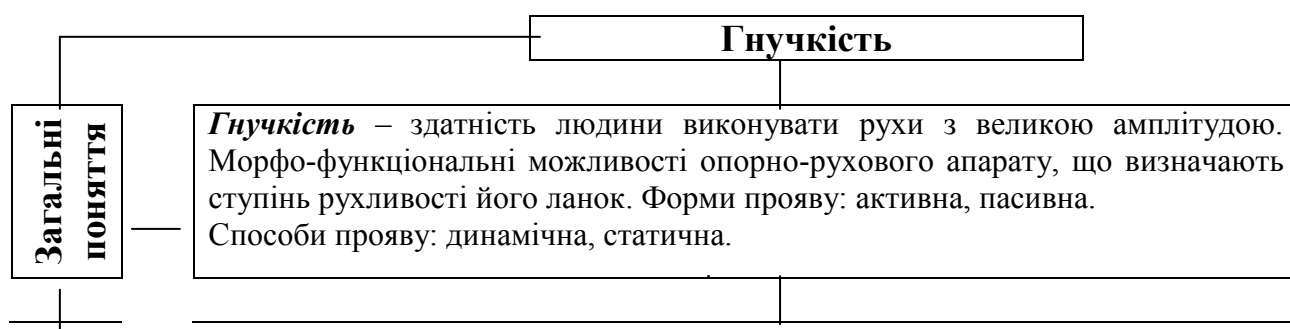 Гнучкість
Загальні
поняття
Гнучкість – здатність людини виконувати рухи з великою амплітудою.
Морфо-функціональні можливості опорно-рухового апарату, що визначають
ступінь рухливості його ланок. Форми прояву: активна, пасивна.
Способи прояву: динамічна, статична.